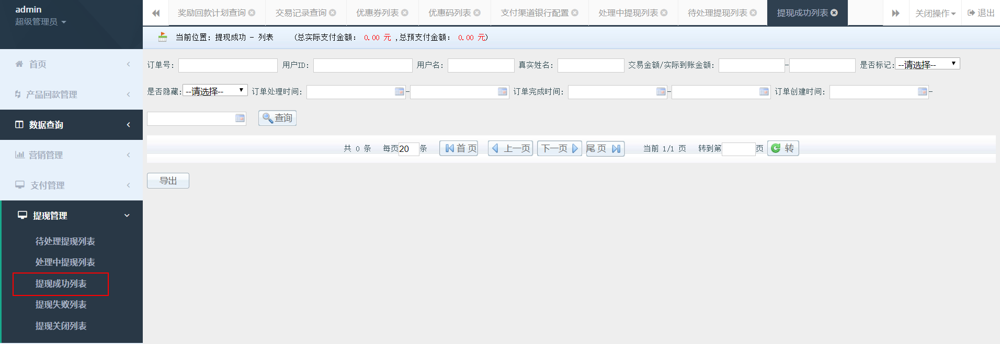 admin
超级管理员
奖励回款计划查询 交易记录查询 优惠券列表 优惠码列表 支付渠道银行配置 处理中提现列表 待处理提现列表 提现成功列表 关闭操作 退出
当前位置: 提现成功 - 列表 (总实际支付金额: 0.00 元 ,总预支付金额: 0.00 元)
首页
产品回款管理
数据查询
营销管理
支付管理
提现管理
待处理提现列表
处理中提现列表
提现成功列表
提现失败列表
提现关闭列表
订单号: 用户ID: 用户名: 真实姓名: 交易金额/实际到账金额: - 是否标记: --请选择--
是否隐藏: --请选择-- 订单处理时间: - 订单完成时间: - 订单创建时间: -
查询
共 0 条 每页 20 条 首 页 上一页 下一页 尾 页 当前 1/1 页 转到第 页 转
导出